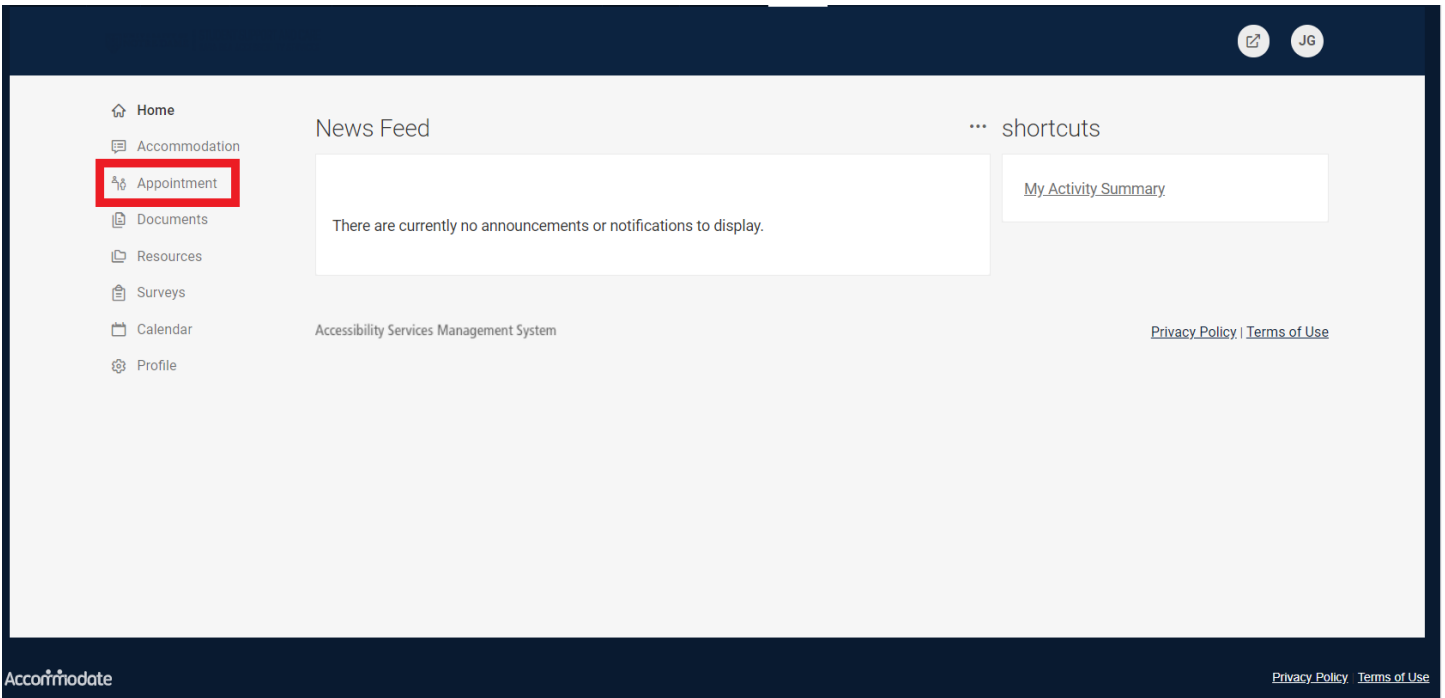 JG
Home
Accommodation
Appointment
Documents
Resources
Surveys
Calendar
Profile
News Feed
...
There are currently no announcements or notifications to display.
shortcuts
My Activity Summary
Accessibility Services Management System
Privacy Policy | Terms of Use
Accommodate
Privacy Policy | Terms of Use